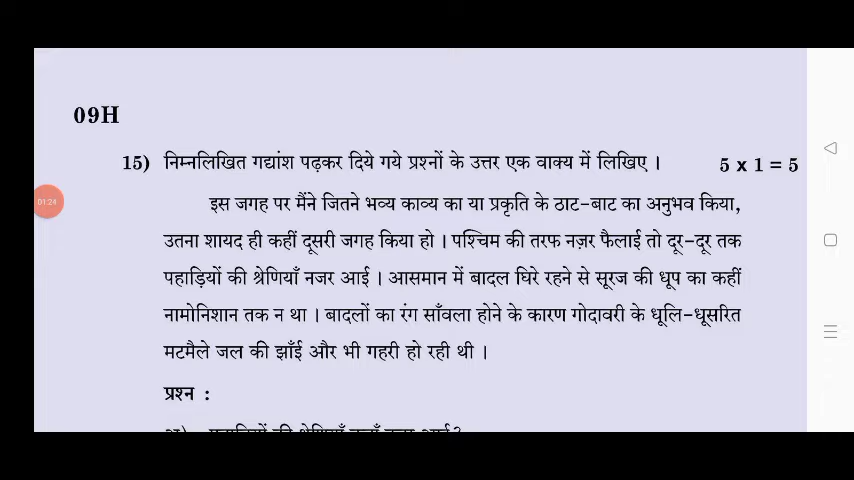 09H
15) निम्नलिखित गद्यांश पढ़कर दिये गये प्रश्नों के उत्तर एक वाक्य में लिखिए । 5 x 1 = 5
01:24
इस जगह पर मैंने जितने भव्य काव्य का या प्रकृति के ठाट-बाट का अनुभव किया,
उतना शायद ही कहीं दूसरी जगह किया हो । पश्चिम की तरफ नज़र फैलाई तो दूर-दूर तक
पहाड़ियों की श्रेणियाँ नजर आई । आसमान में बादल घिरे रहने से सूरज की धूप का कहीं
नामोनिशान तक न था । बादलों का रंग साँवला होने के कारण गोदावरी के धूलि-धूसरित
मटमैले जल की झाँई और भी गहरी हो रही थी ।
प्रश्न :